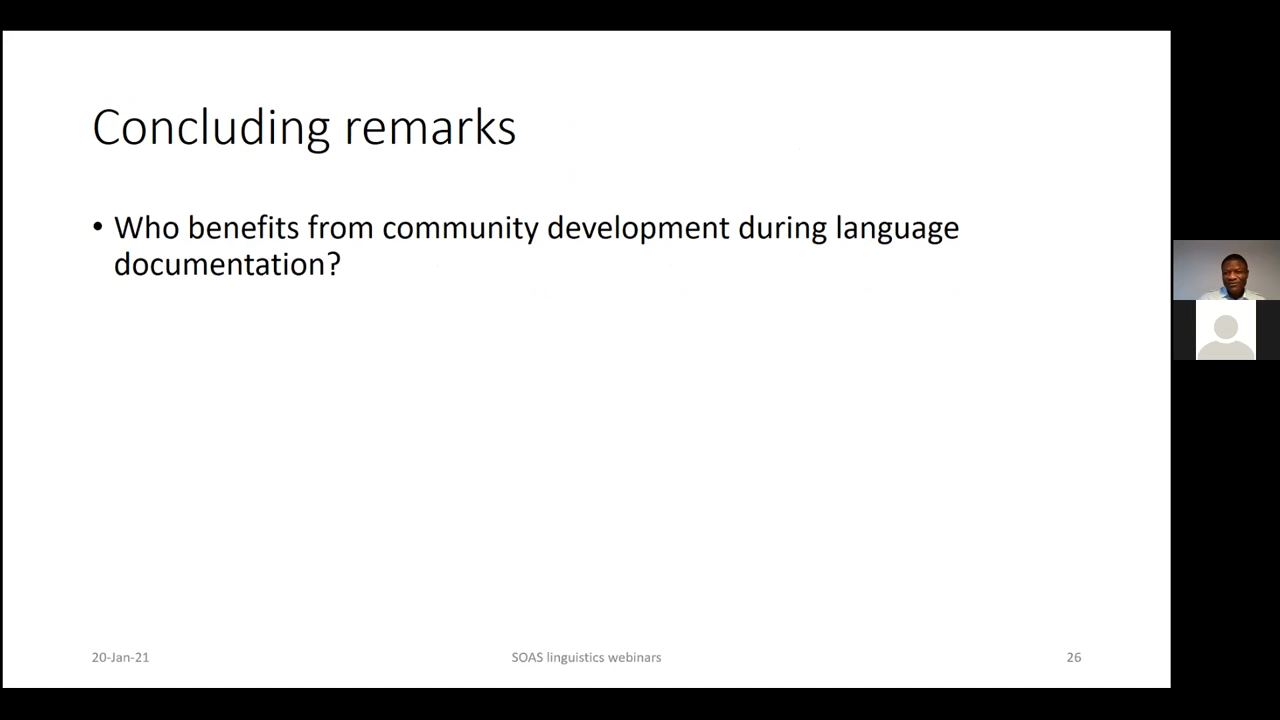 Concluding remarks
• Who benefits from community development during language
documentation?
20-Jan-21
SOAS linguistics webinars
26